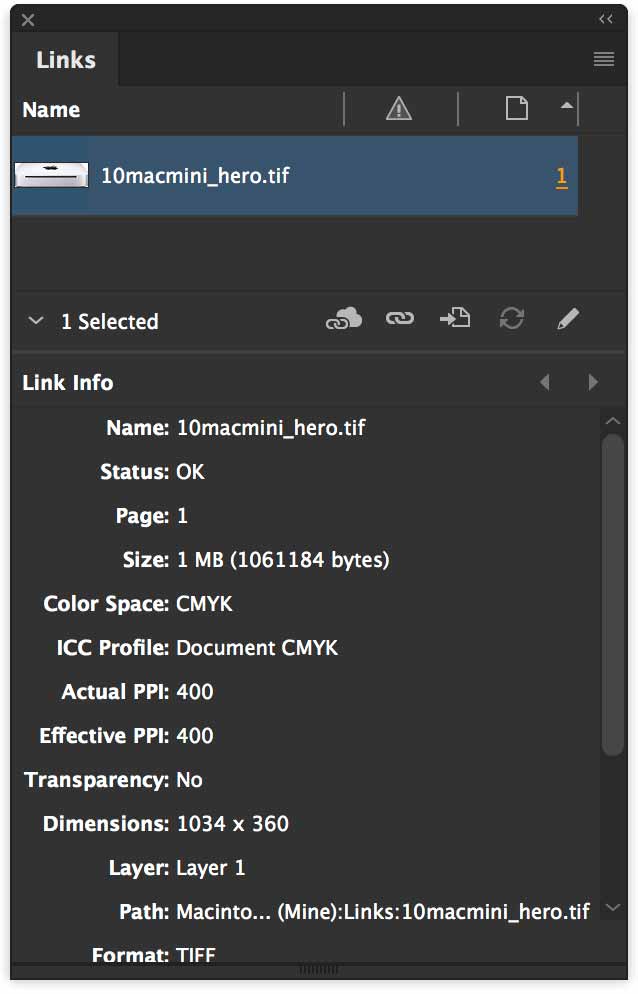 Links
Name
10macmini_hero.tif 1
1 Selected
Link Info
Name: 10macmini_hero.tif
Status: OK
Page: 1
Size: 1 MB (1061184 bytes)
Color Space: CMYK
ICC Profile: Document CMYK
Actual PPI: 400
Effective PPI: 400
Transparency: No
Dimensions: 1034 x 360
Layer: Layer 1
Path: Macinto... (Mine):Links:10macmini_hero.tif
Format: TIFF